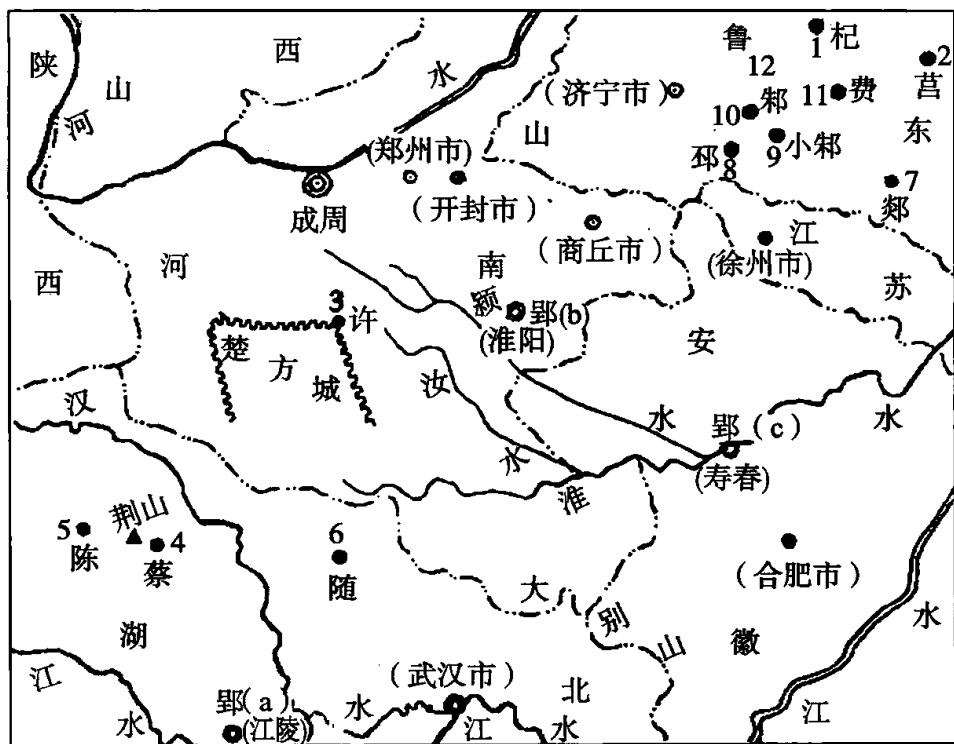 陕
山
西
河
水
鲁
1
杞
2
莒
12
(济宁市)
11
费
10
邾
山
9
小邾
东
邳
8
(郑州市)
7
郯
成周
(开封市)
江
(商丘市)
(徐州市)
西
河
南
苏
颍
郢(b)
(淮阳)
3
许
安
楚
方
城
汝
汉
水
水
郢(c)
水
(寿春)
淮
荆山
5
陈
4
蔡
6
随
(合肥市)
大
别
山
湖
徽
水
江
(武汉市)
北
郢(a)
(江陵)
水
水
江
水
江